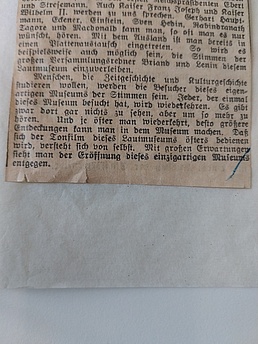 und Stresemann. Auch Kaiser Franz Joseph und Kaiser
Wilhelm II. werden zu uns sprechen. Gerhart Haupt-
mann, Eckener, Einstein, Sven Hedin, Rabindranath
Tagore und Macdonald kann man, so oft man es nur
wünscht, hören. Mit dem Ausland ist man bereits in
einen Plattenaustausch eingetreten. So wird es
beispielsweise auch möglich sein, die Stimmen der
großen Versammlungsredner Briand und Lenin diesem
Lautmuseum einzuverleiben.
Menschen, die Zeitgeschichte und Kulturgeschichte
studieren wollen, werden die Besucher dieses eigen-
artigen Museums der Stimmen sein. Jeder, der einmal
dieses Museum besucht hat, wird wiederkehren. Es gibt
zwar dort gar nichts zu sehen, aber um so mehr zu
hören. Und je öfter man wiederkehrt, desto größere
Entdeckungen kann man in dem Museum machen. Daß
sich der Tonfilm dieses Lautmuseums öfters bedienen
wird, versteht sich von selbst. Mit großen Erwartungen
sieht man der Eröffnung dieses einzigartigen Museums
entgegen.